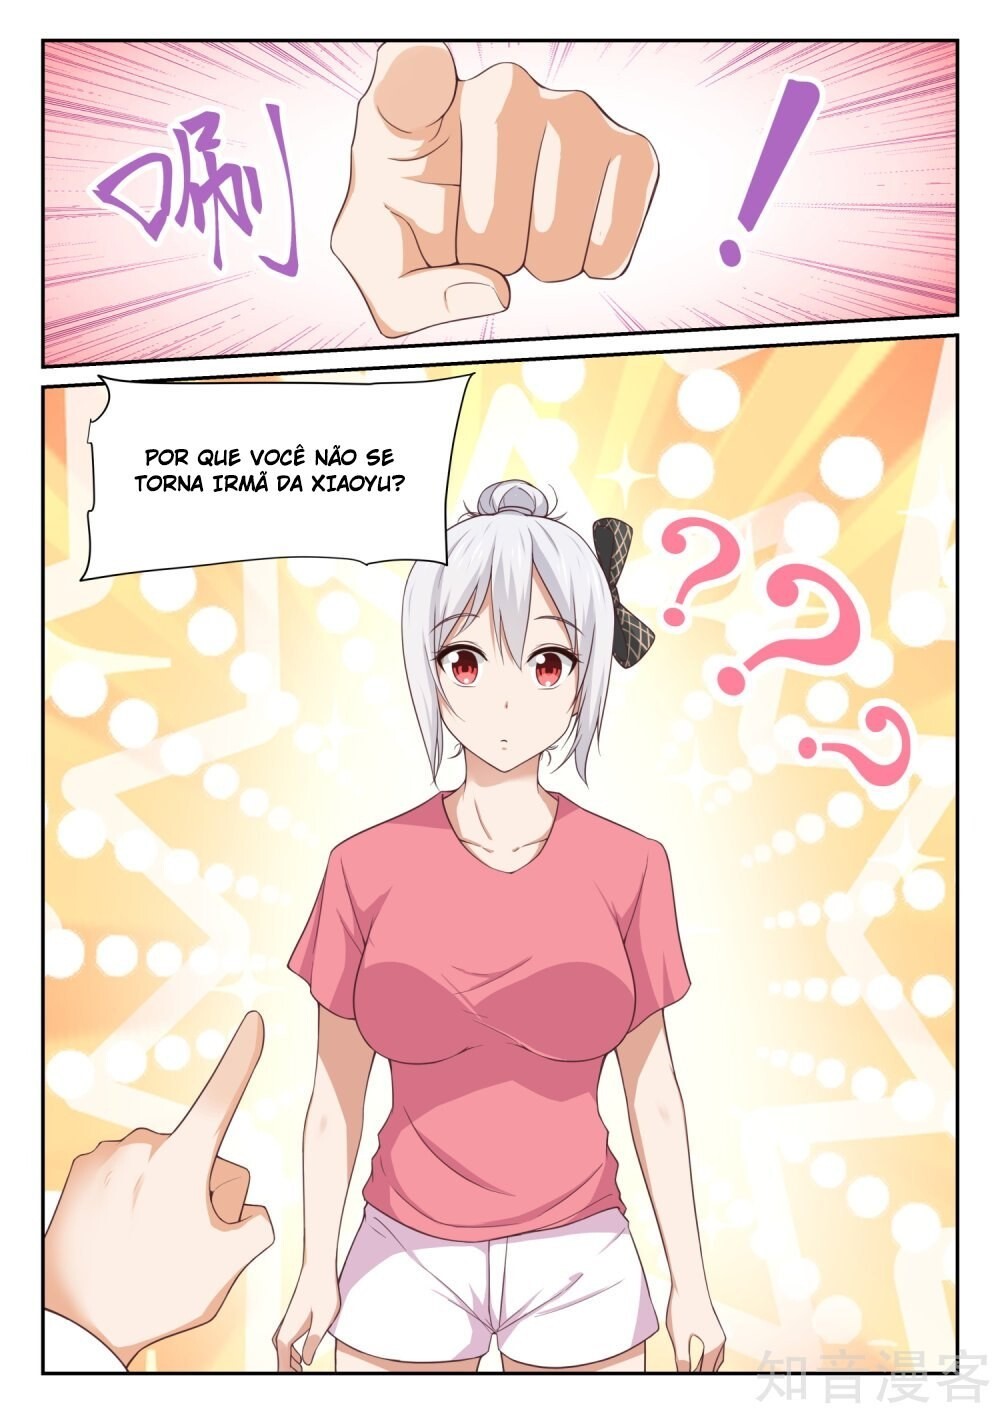 唰!
POR QUE VOCÊ NÃO SE
TORNA IRMÃ DA XIAOYU?
? ? ?
知音漫客